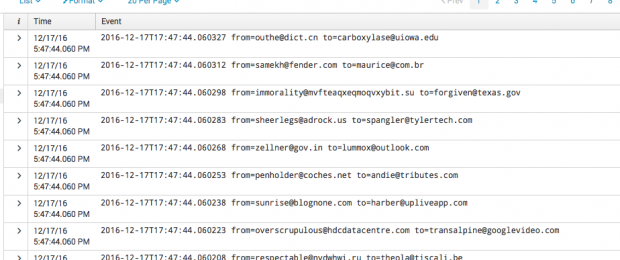 List Format 20 Per Page < Prev 1 2 3 4 5 6 7 8
i Time Event
> 12/17/16 2016-12-17T17:47:44.060327 from=outhe@dict.cn to=carboxylase@uiowa.edu
5:47:44.060 PM
> 12/17/16 2016-12-17T17:47:44.060312 from=samekh@fender.com to=maurice@com.br
5:47:44.060 PM
> 12/17/16 2016-12-17T17:47:44.060298 from=immorality@mvfteaqxeqmoqvxybit.su to=forgiven@texas.gov
5:47:44.060 PM
> 12/17/16 2016-12-17T17:47:44.060283 from=sheerlegs@adrock.us to=spangler@tylertech.com
5:47:44.060 PM
> 12/17/16 2016-12-17T17:47:44.060268 from=zellner@gov.in to=lummox@outlook.com
5:47:44.060 PM
> 12/17/16 2016-12-17T17:47:44.060253 from=penholder@coches.net to=andie@tributes.com
5:47:44.060 PM
> 12/17/16 2016-12-17T17:47:44.060238 from=sunrise@blognone.com to=harber@upliveapp.com
5:47:44.060 PM
> 12/17/16 2016-12-17T17:47:44.060223 from=overscrupulous@hdcdatacentre.com to=transalpine@googlevideo.com
5:47:44.060 PM
> 12/17/16 2016-12-17T17:47:44.060208 from=respectable@nydwhwi.ru to=theola@tiscali.be